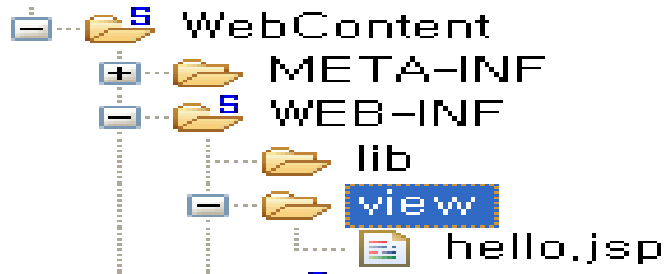 S WebContent
META-INF
S WEB-INF
lib
view
hello.jsp